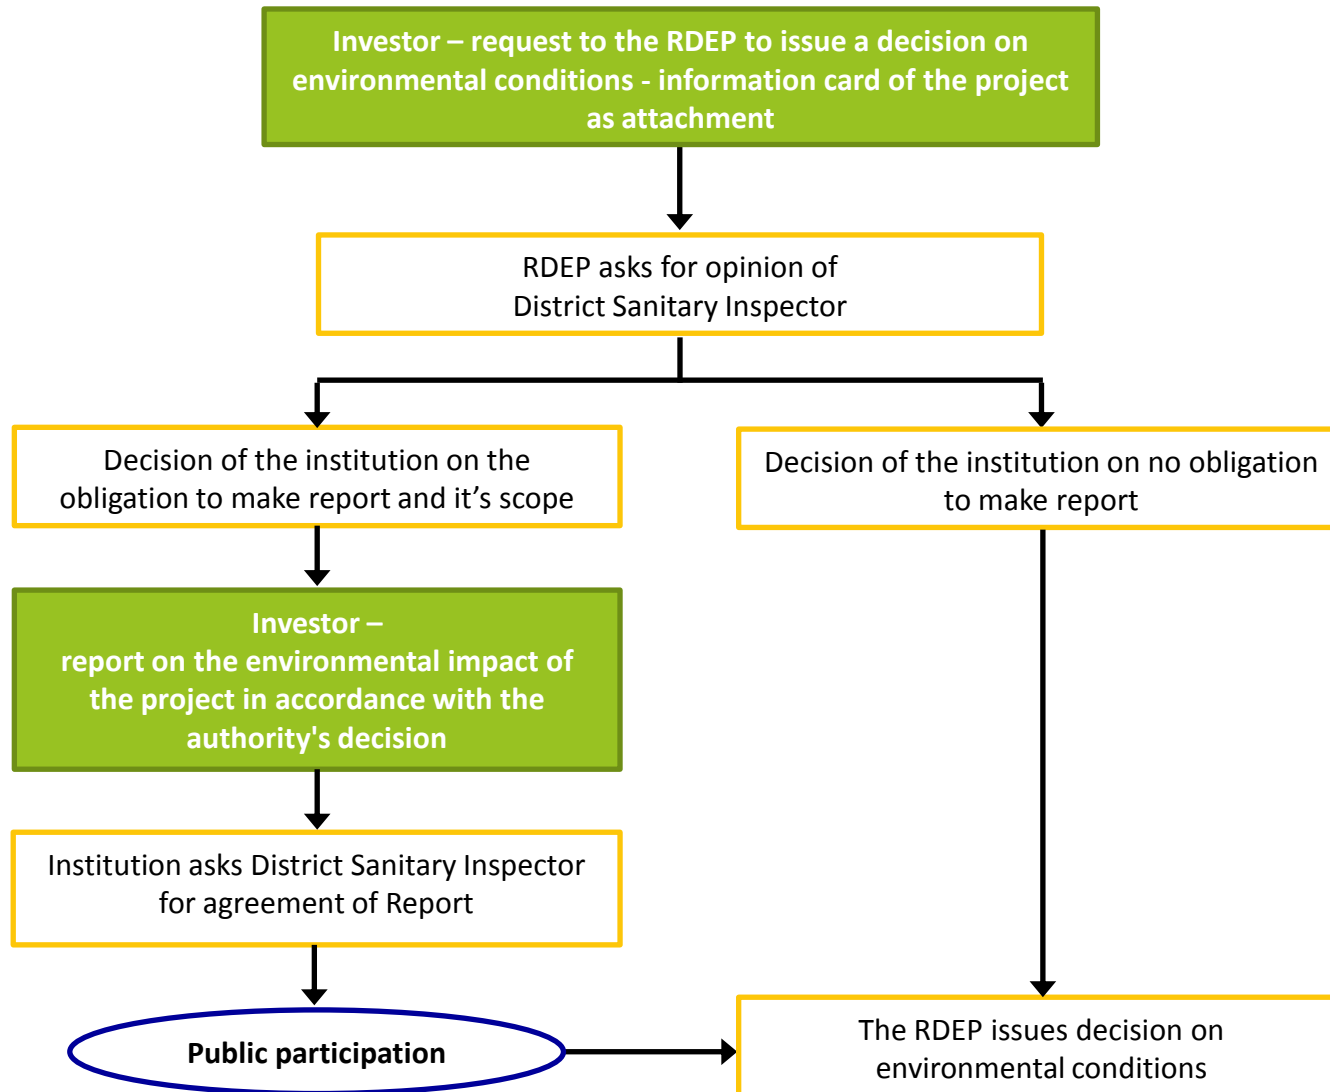 Investor – request to the RDEP to issue a decision on
environmental conditions - information card of the project
as attachment
RDEP asks for opinion of
District Sanitary Inspector
Decision of the institution on the
obligation to make report and it’s scope
Decision of the institution on no obligation
to make report
Investor –
report on the environmental impact of
the project in accordance with the
authority's decision
Institution asks District Sanitary Inspector
for agreement of Report
Public participation
The RDEP issues decision on
environmental conditions